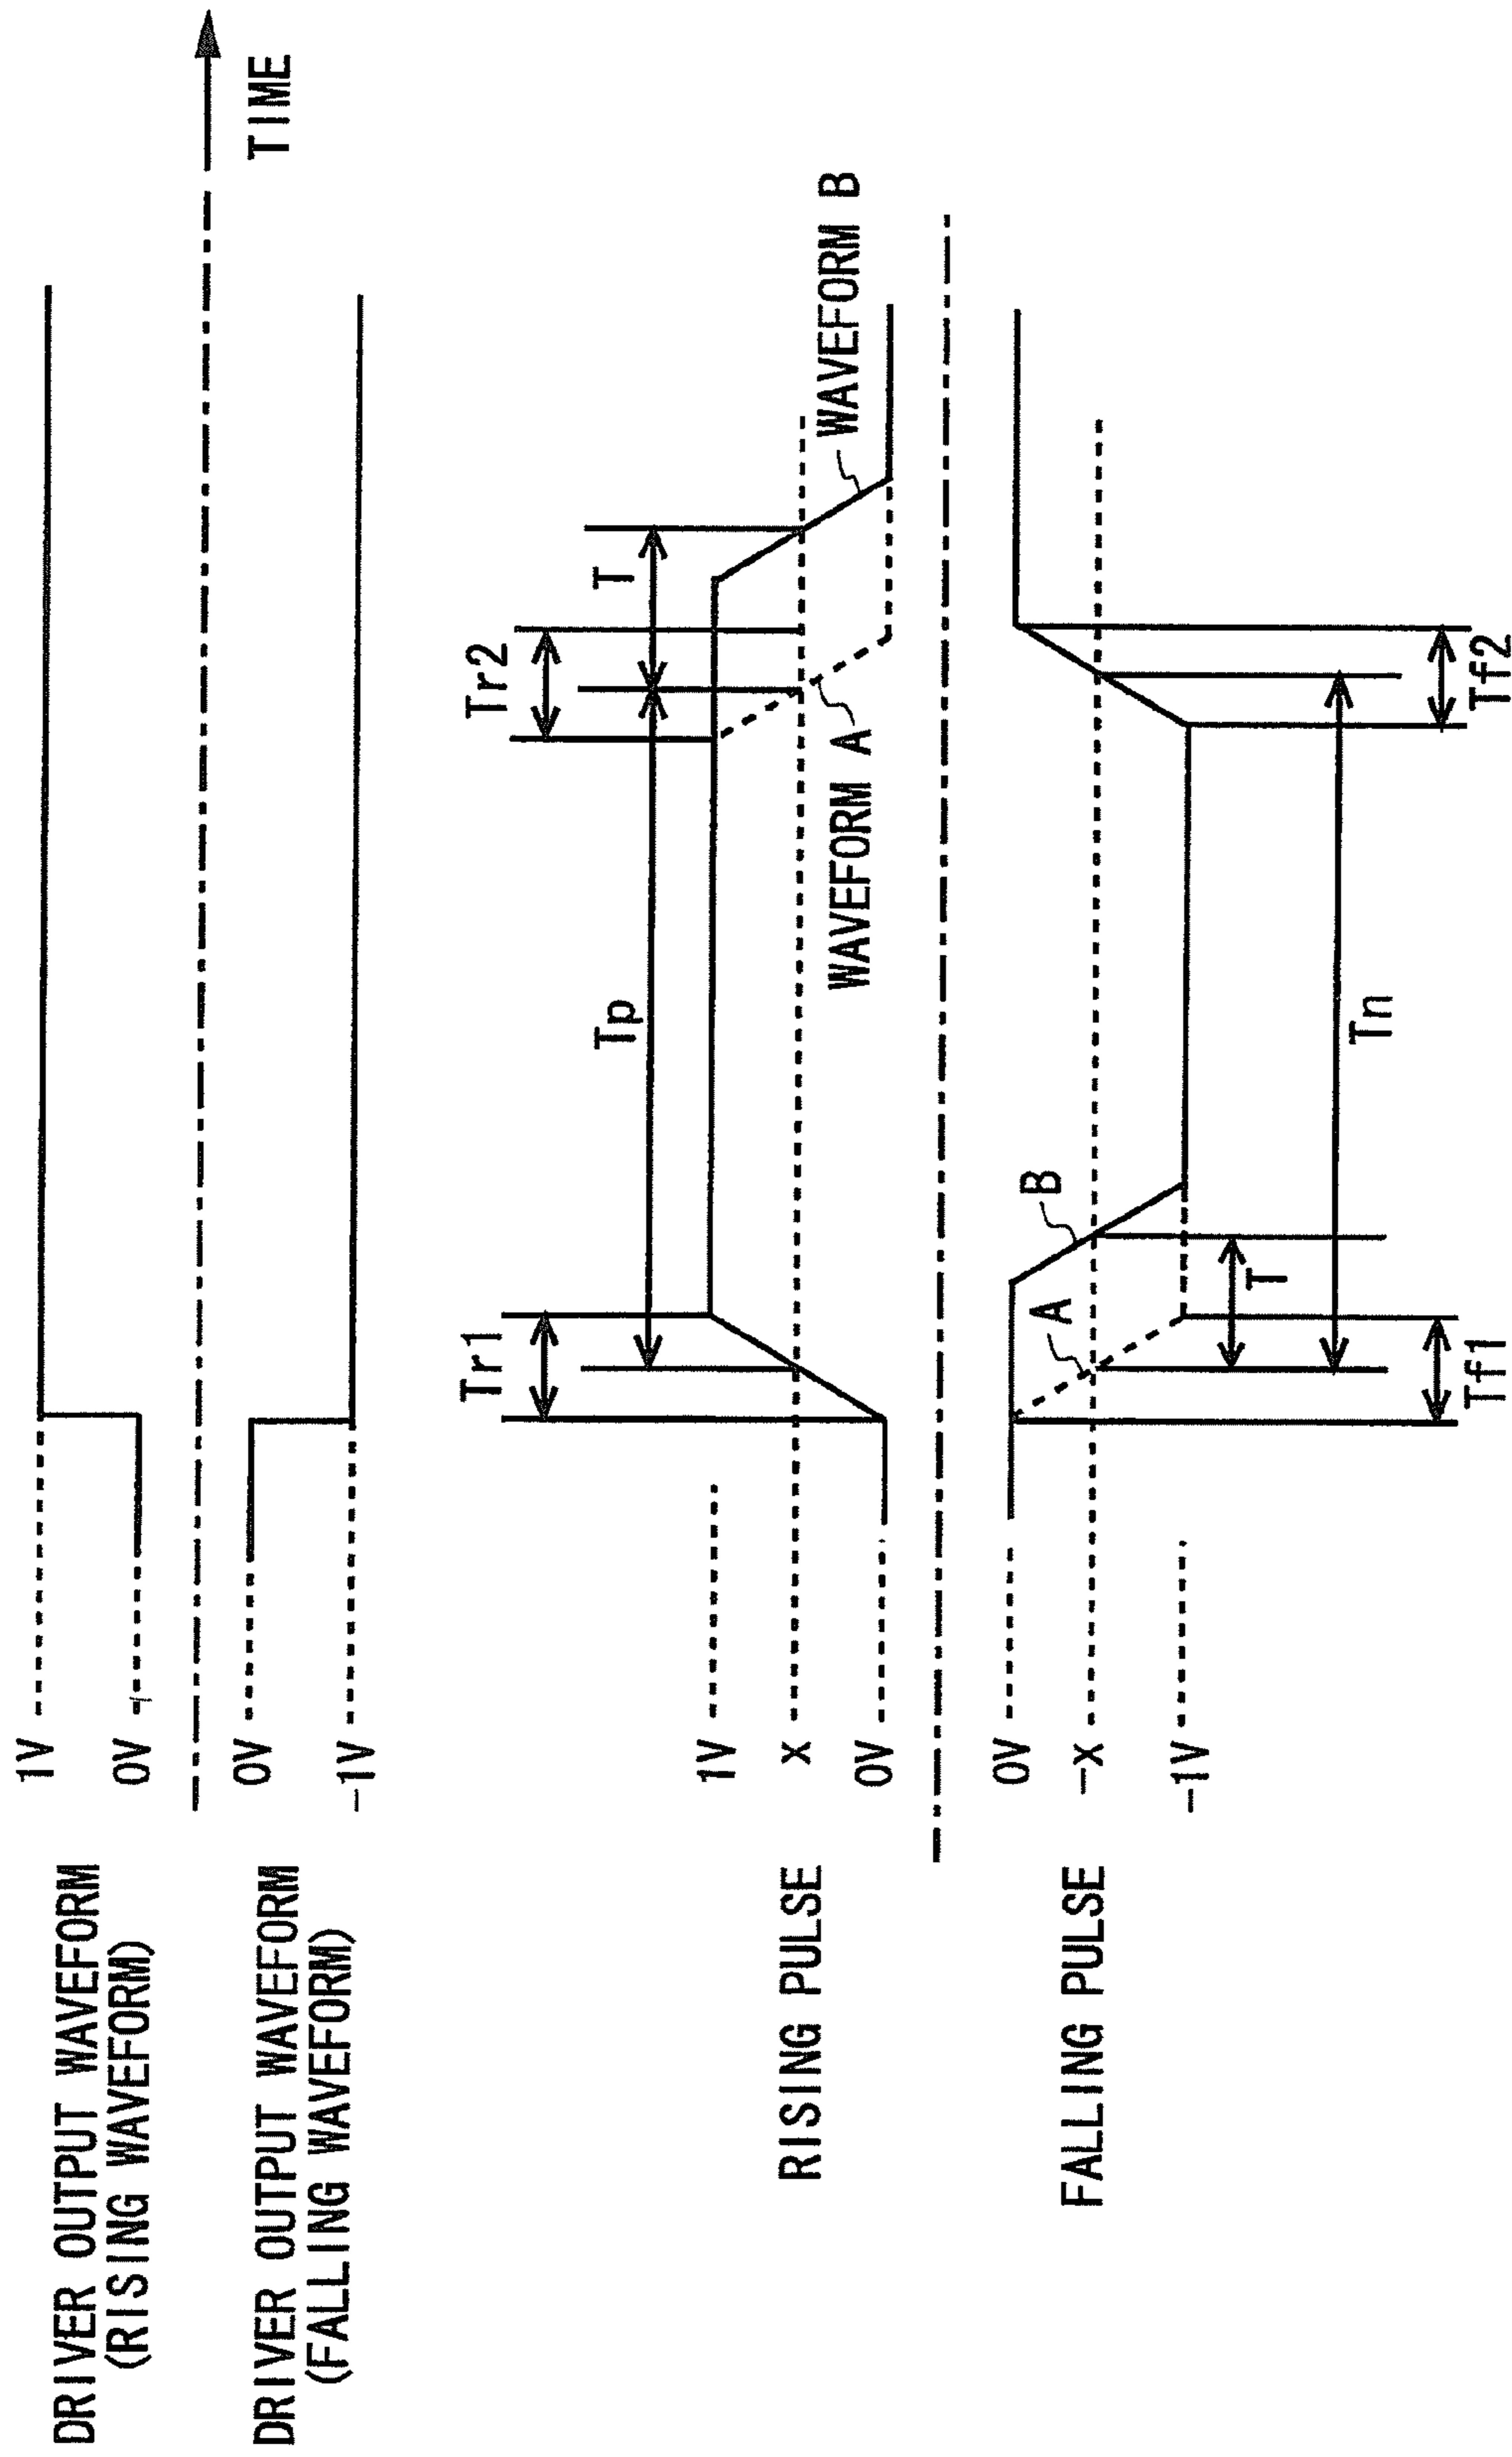 DRIVER OUTPUT WAVEFORM
(RISING WAVEFORM)
1V
0V
TIME
DRIVER OUTPUT WAVEFORM
(FALLING WAVEFORM)
0V
-1V
Tr1
Tr2
Tp
T
RISING PULSE
1V
X
0V
WAVEFORM A
WAVEFORM B
FALLING PULSE
0V
-X
-1V
A
B
T
Tn
Tf1
Tf2